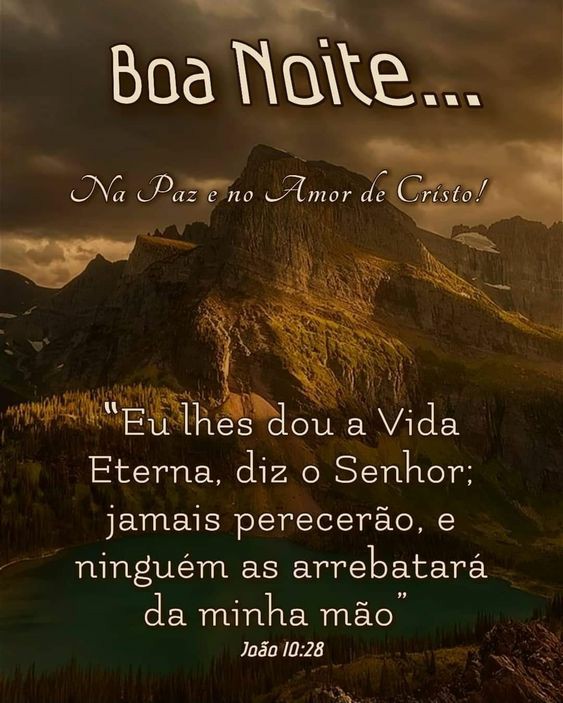 Boa Noite...
Na Paz e no Amor de Cristo!
“Eu lhes dou a Vida
Eterna, diz o Senhor;
jamais perecerão, e
ninguém as arrebatará
da minha mão”
João 10:28